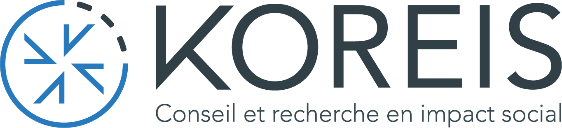 KOREIS
Conseil et recherche en impact social